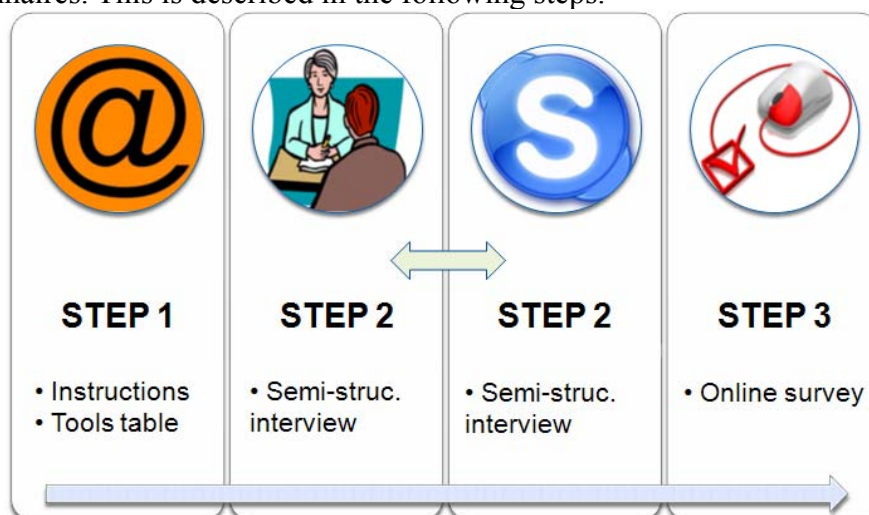 naires. This is described in the following steps.
@
S
STEP 1
STEP 2
STEP 2
STEP 3
• Instructions
• Tools table
• Semi-struc.
interview
• Semi-struc.
interview
• Online survey